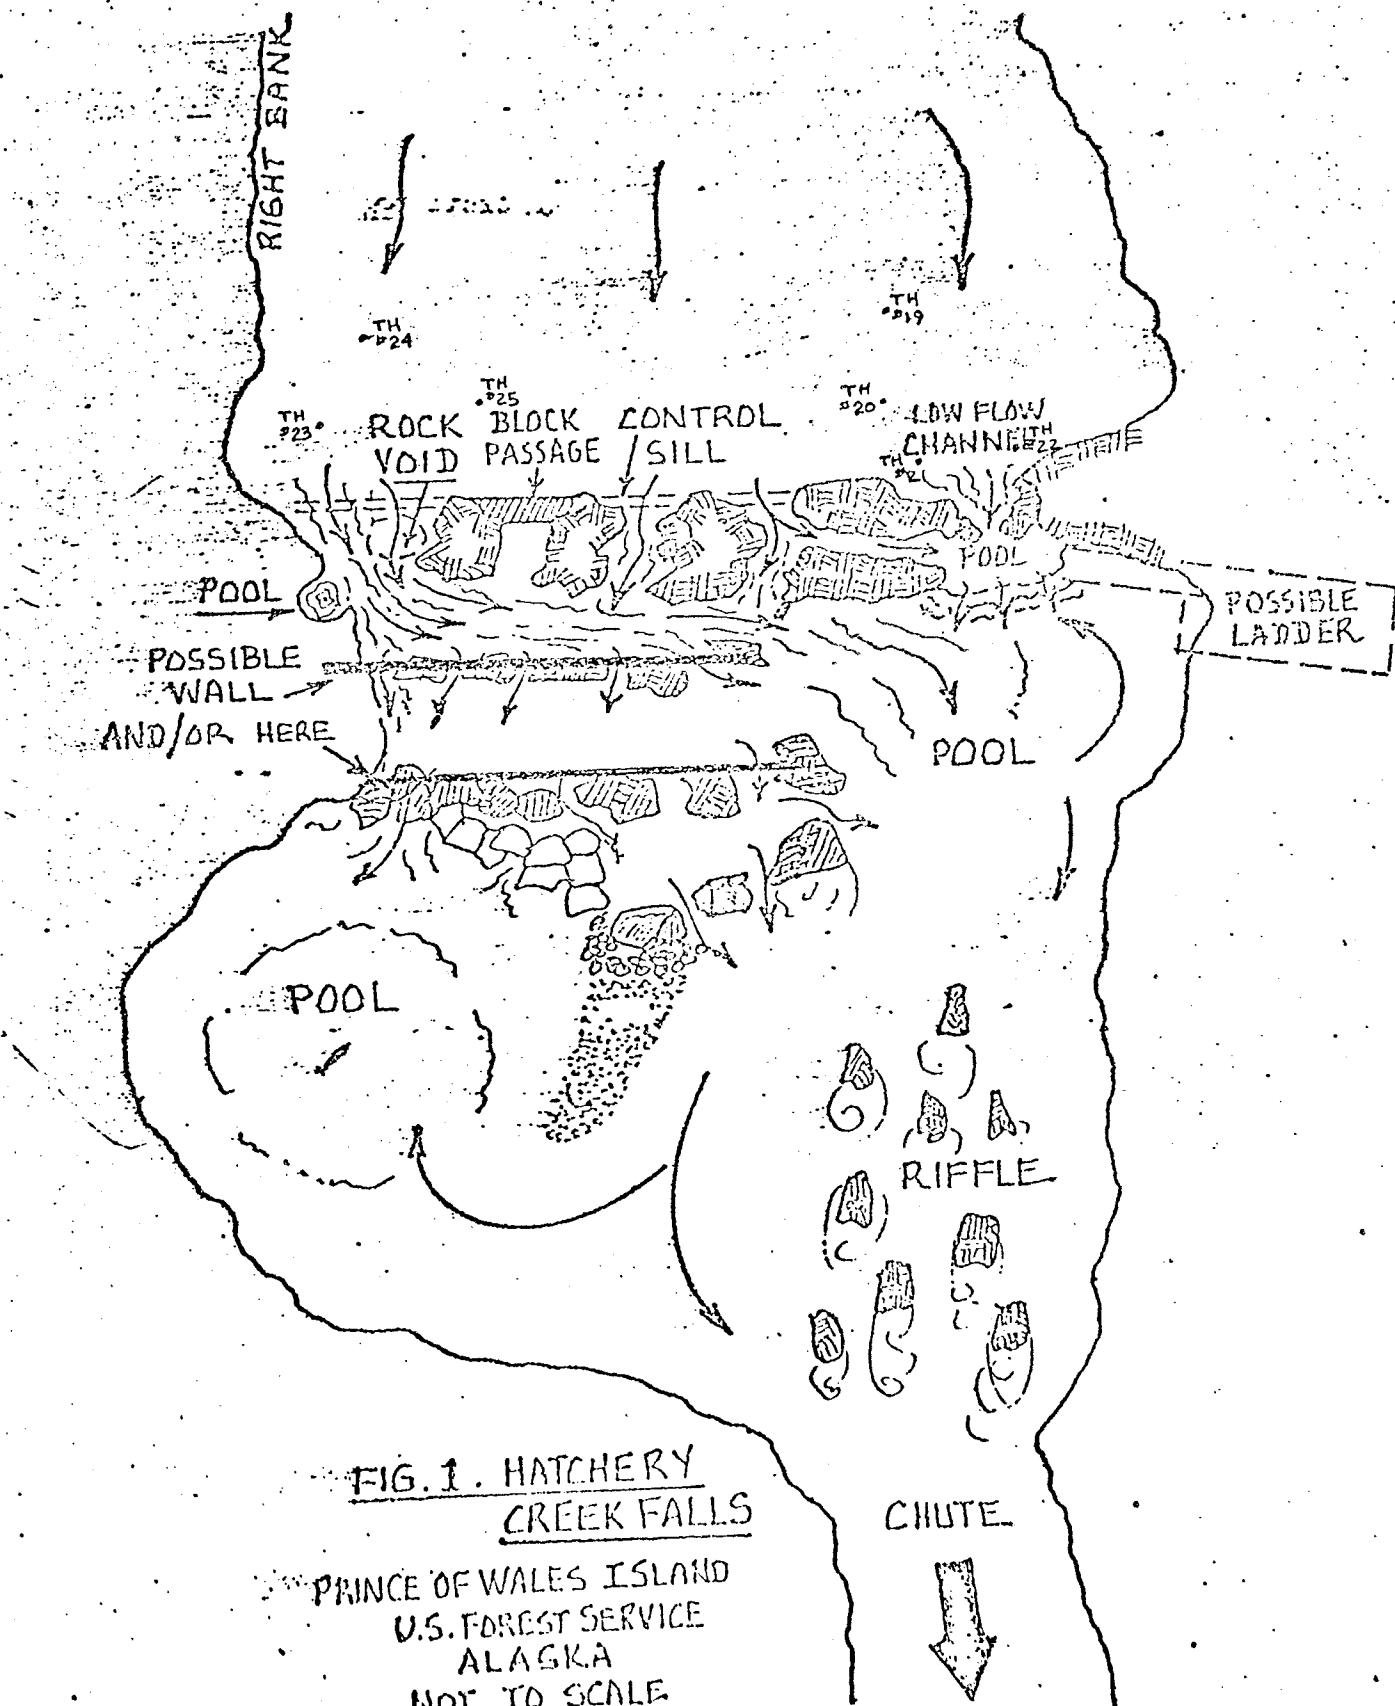 RIGHT BANK
TH
#24
TH
#19
TH
#25
TH
#20
TH
#23
ROCK
VOID
BLOCK
PASSAGE
CONTROL
SILL
LOW FLOW
CHANNEL
TH
#22
TH
#21
POOL
POOL
POSSIBLE
LADDER
POSSIBLE
WALL
AND/OR HERE
POOL
POOL
RIFFLE
FIG. 1. HATCHERY
CREEK FALLS
CHUTE
PRINCE OF WALES ISLAND
U.S. FOREST SERVICE
ALASKA
NOT TO SCALE